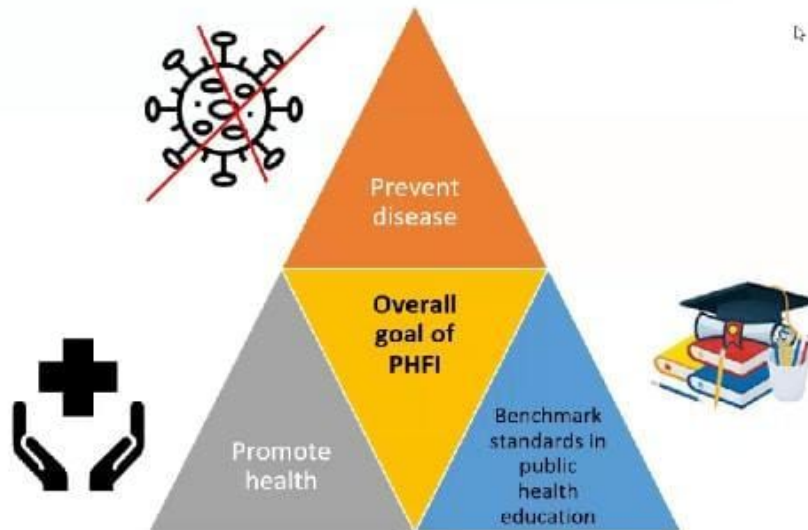 Prevent
disease
Overall
goal of
PHFI
Promote
health
Benchmark
standards in
public
health
education